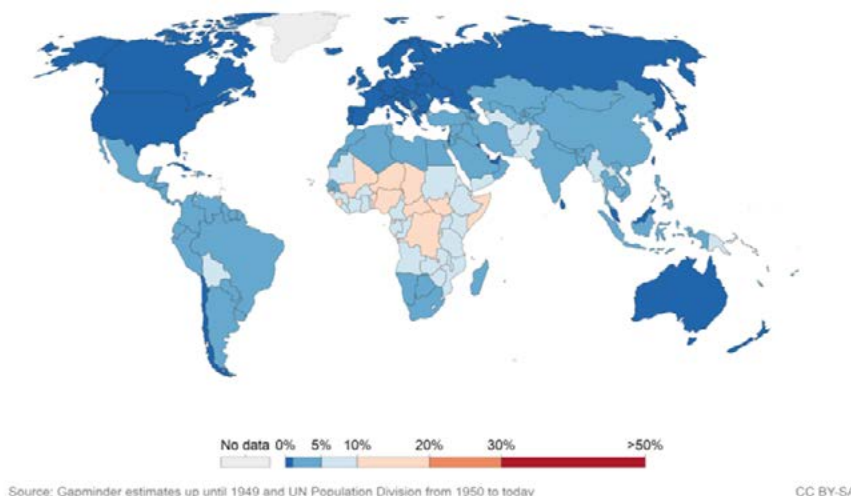 No data 0% 5% 10% 20% 30% >50%
Source: Gapminder estimates up until 1949 and UN Population Division from 1950 to today CC BY-SA